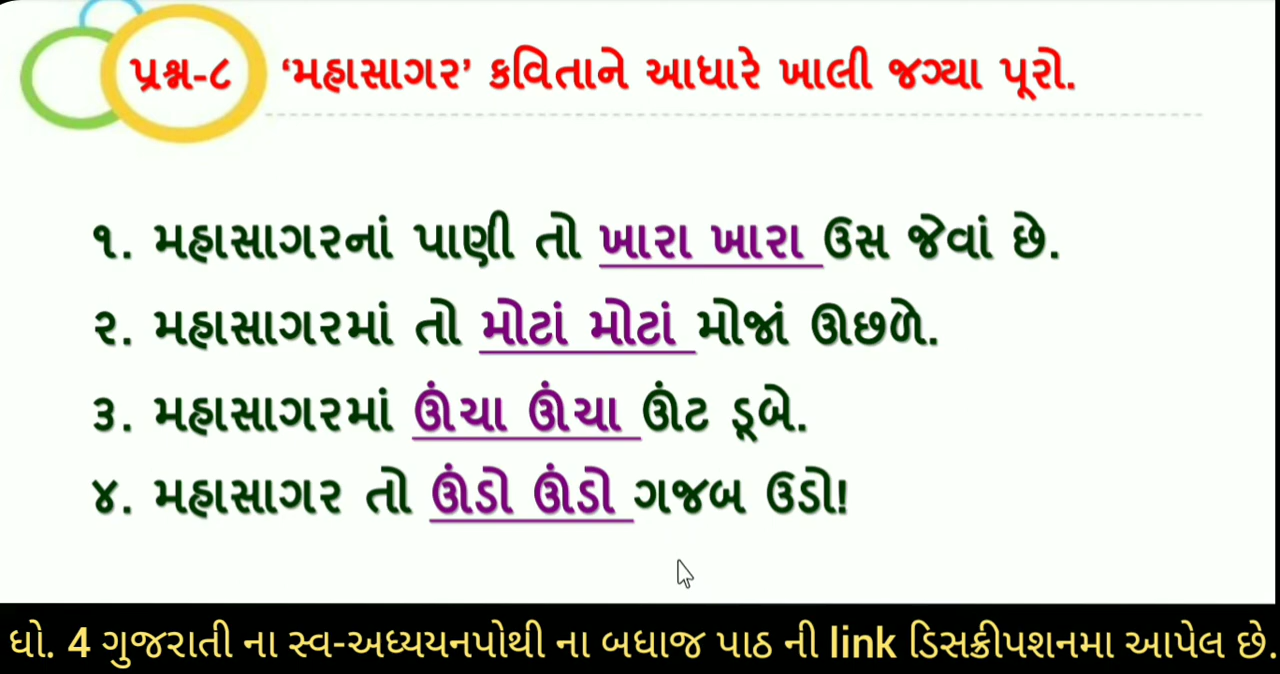 પ્રશ્ન-૮ ‘મહાસાગર’ કવિતાને આધારે ખાલી જગ્યા પૂરો.
૧. મહાસાગરનાં પાણી તો ખારા ખારા ઉસ જેવાં છે.
૨. મહાસાગરમાં તો મોટાં મોટાં મોજાં ઊછળે.
૩. મહાસાગરમાં ઊંચા ઊંચા ઊંટ ડૂબે.
૪. મહાસાગર તો ઊંડો ઊંડો ગજબ ઉડો!
ધો. 4 ગુજરાતી ના સ્વ-અધ્યયનપોથી ના બધાજ પાઠ ની link ડિસક્રીપશનમા આપેલ છે.